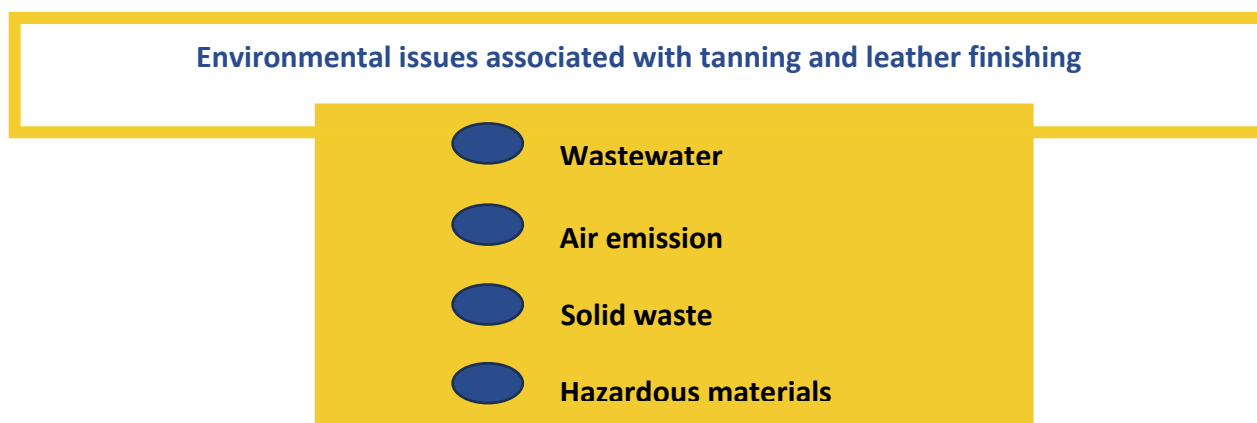 Environmental issues associated with tanning and leather finishing
Wastewater
Air emission
Solid waste
Hazardous materials